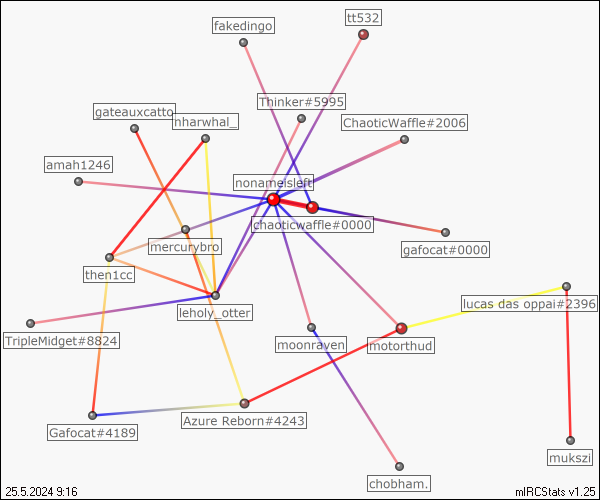 tt532
fakedingo
Thinker#5995
gateauxcatto
nharwhal_
ChaoticWaffle#2006
amah1246
nonameisleft
chaoticwaffle#0000
mercurybro
gafocat#0000
then1cc
lucas das oppai#2396
leholy_otter
TripleMidget#8824
moonraven
motorthud
Azure Reborn#4243
Gafocat#4189
mukszi
chobham.
25.5.2024 9:16
mIRCStats v1.25